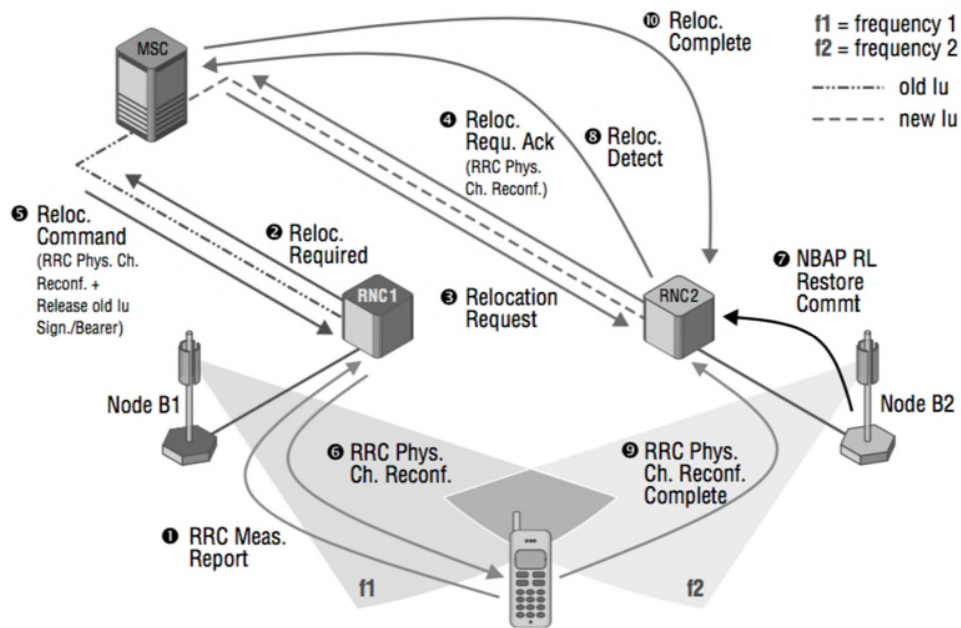 MSC
❿ Reloc.
Complete
f1 = frequency 1
f2 = frequency 2
old lu
new lu
❹ Reloc.
Requ. Ack
(RRC Phys.
Ch. Reconf.)
❽ Reloc.
Detect
❺ Reloc.
Command
(RRC Phys. Ch.
Reconf. +
Release old lu
Sign./Bearer)
❷ Reloc.
Required
RNC1
❸ Relocation
Request
RNC2
❼ NBAP RL
Restore
Commt
Node B1
Node B2
❻ RRC Phys.
Ch. Reconf.
❾ RRC Phys.
Ch. Reconf.
Complete
❶ RRC Meas.
Report
f1
f2